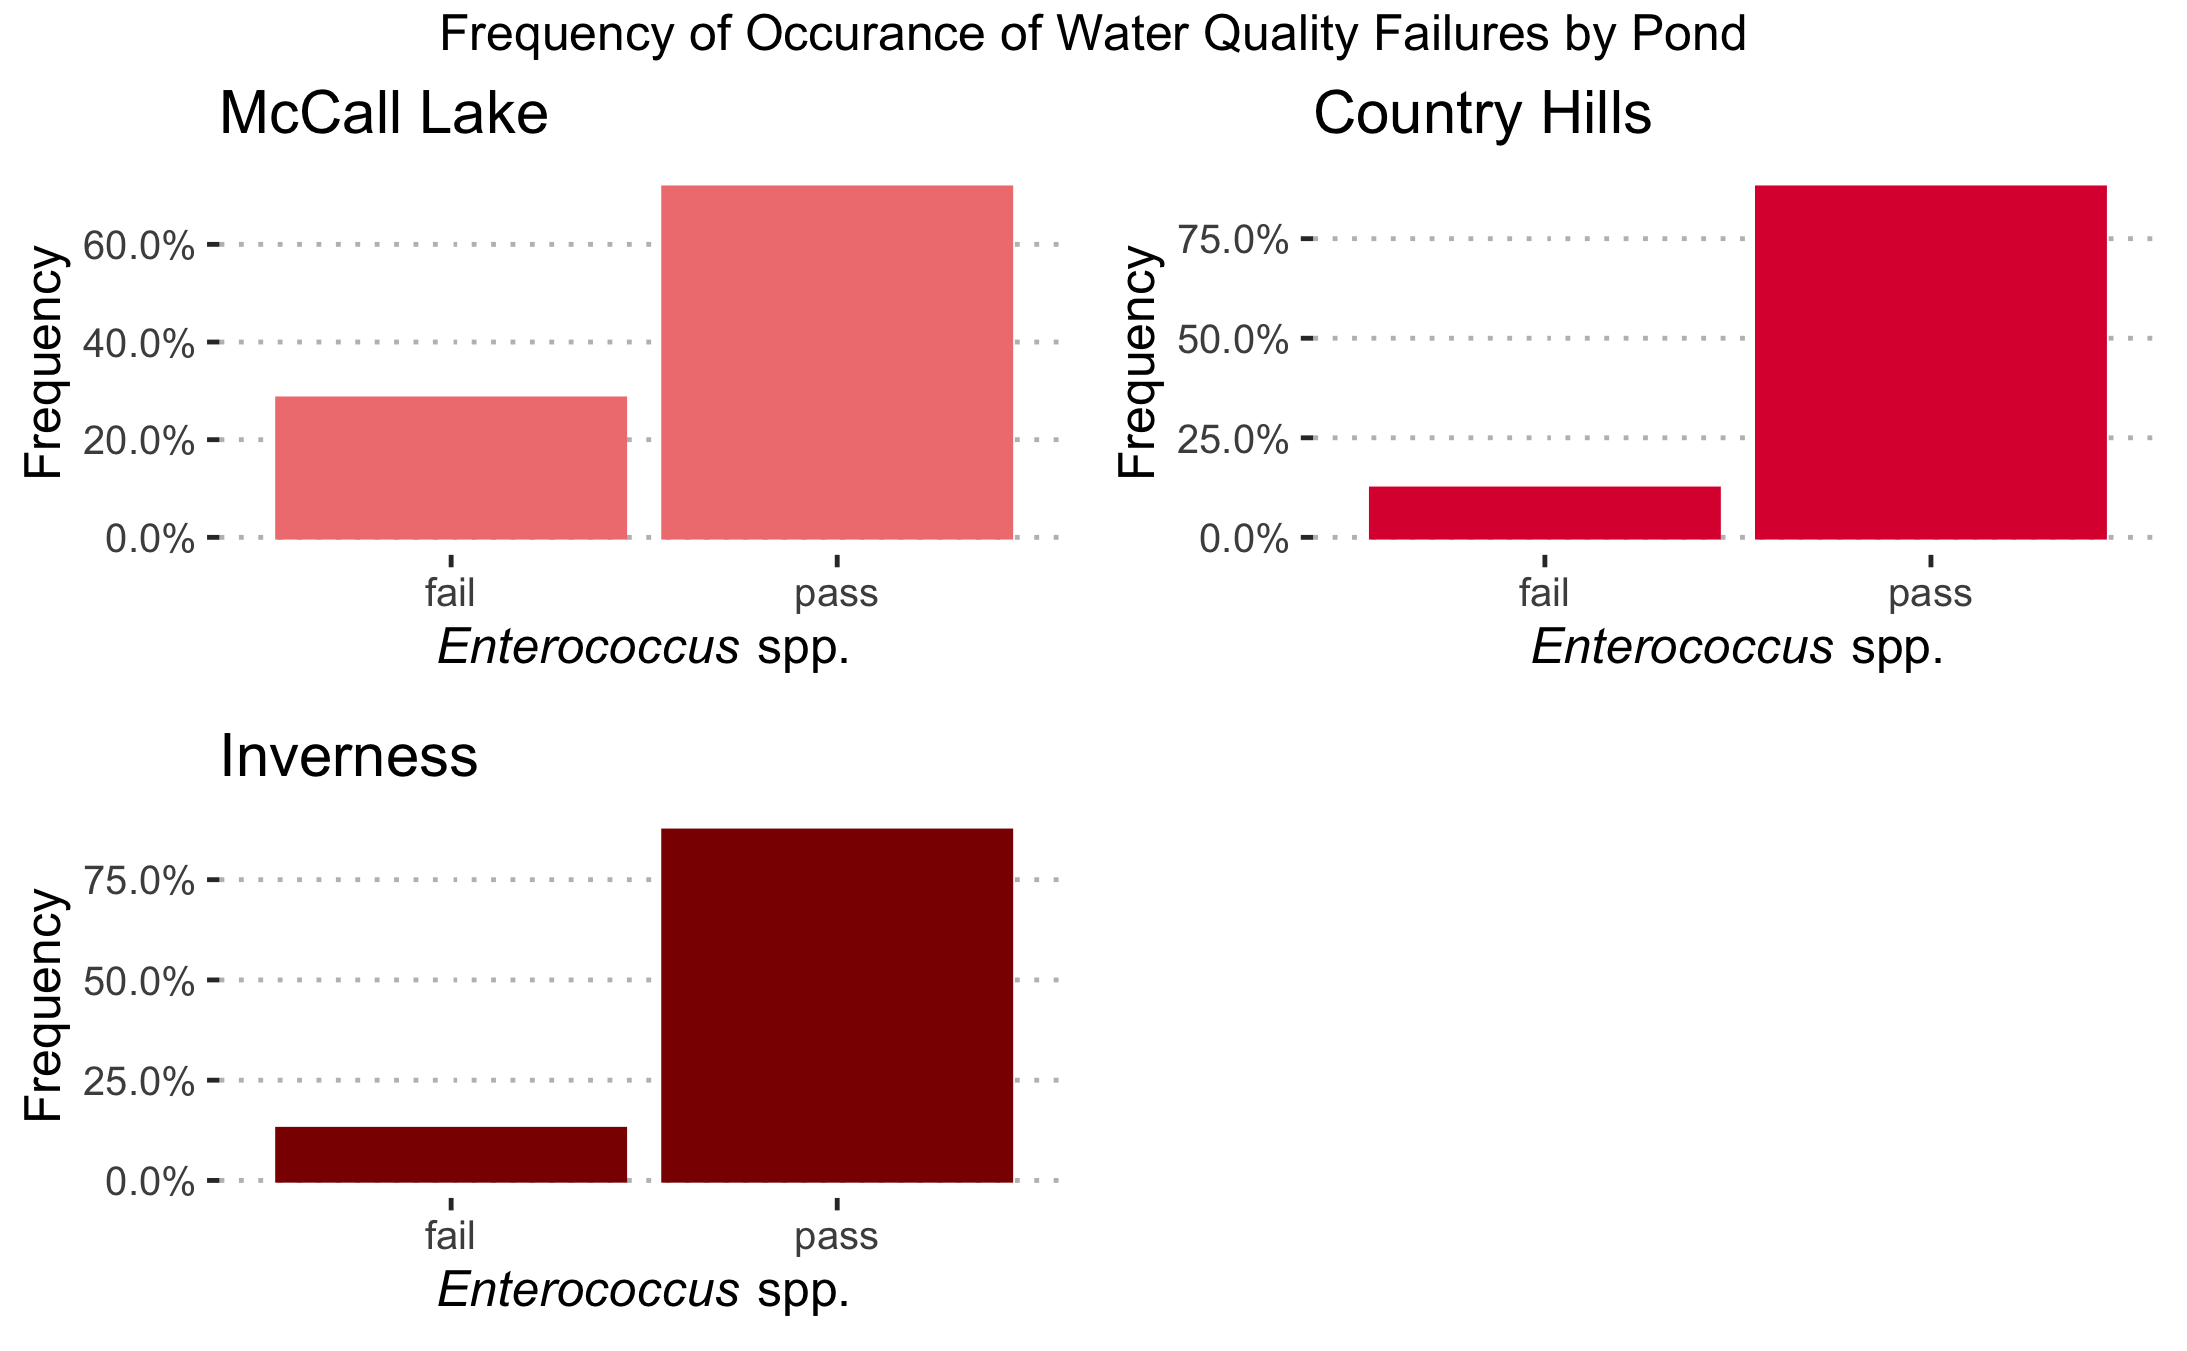 Frequency of Occurance of Water Quality Failures by Pond
McCall Lake
Frequency
60.0%
40.0%
20.0%
0.0%
fail pass
Enterococcus spp.
Country Hills
Frequency
75.0%
50.0%
25.0%
0.0%
fail pass
Enterococcus spp.
Inverness
Frequency
75.0%
50.0%
25.0%
0.0%
fail pass
Enterococcus spp.